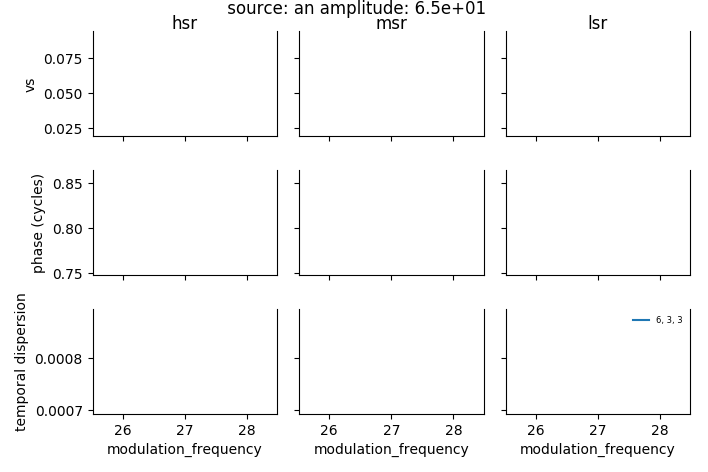 source: an amplitude: 6.5e+01
hsr
msr
lsr
vs
0.075
0.050
0.025
phase (cycles)
0.85
0.80
0.75
temporal dispersion
0.0008
0.0007
6, 3, 3
26 27 28
26 27 28
26 27 28
modulation_frequency
modulation_frequency
modulation_frequency